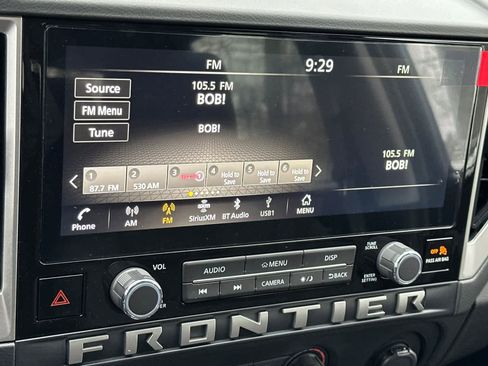 FM 9:29 FM
Source 105.5 FM
BOB!
FM Menu
Tune BOB!
105.5 FM
BOB!
1 2 3 4 5 6
87.7 FM 530 AM Hold to Save Hold to Save Hold to Save
Phone AM FM SiriusXM BT Audio USB1 MENU
VOL AUDIO MENU DISP TUNE SCROLL
CAMERA BACK ENTER SETTING
OFF PASS AIR BAG
FRONTIER